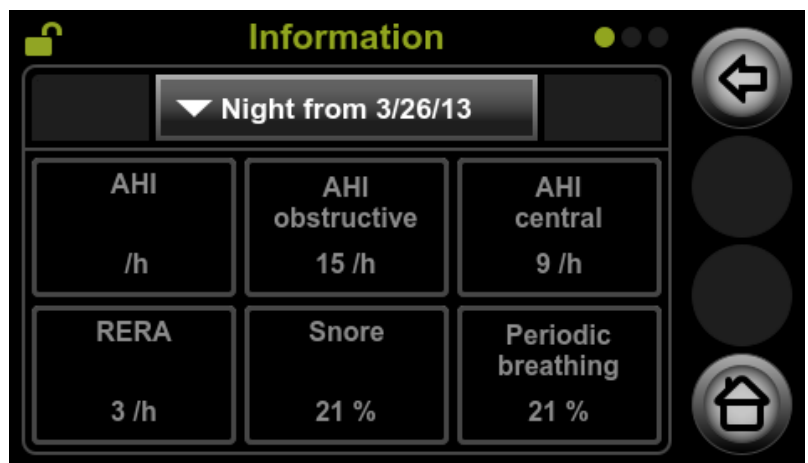 Information
Night from 3/26/13
AHI
/h
AHI
obstructive
15 /h
AHI
central
9 /h
RERA
3 /h
Snore
21 %
Periodic
breathing
21 %